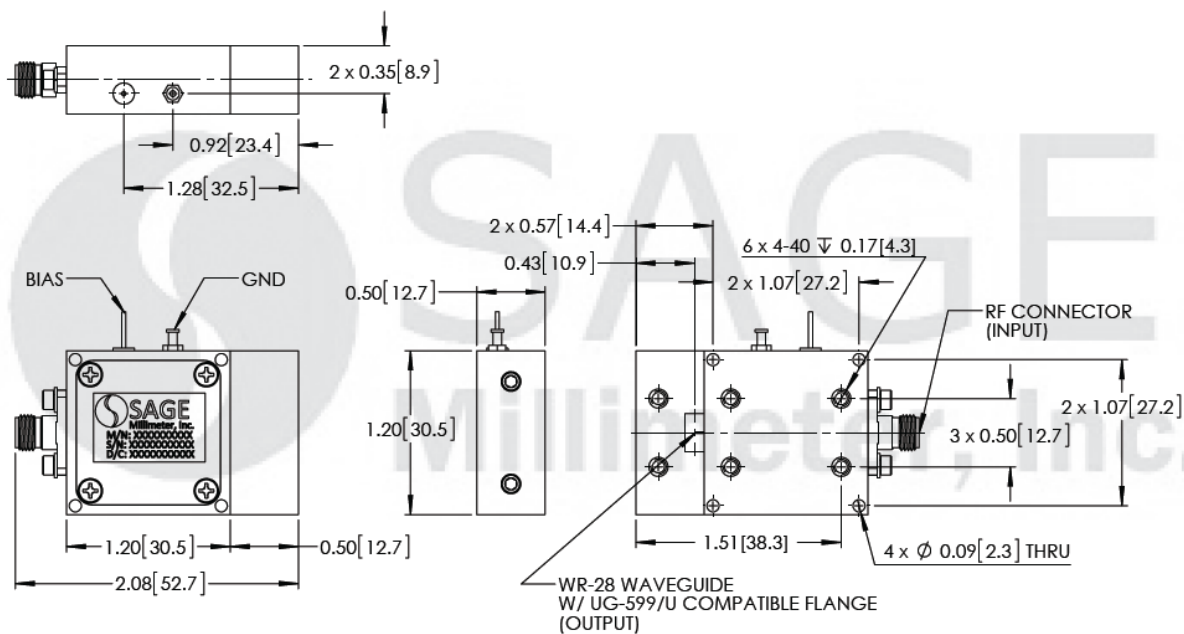 2 x 0.35[8.9]
0.92[23.4]
1.28[32.5]
SAGE
Millimeter, Inc.
2 x 0.57[14.4]
6 x 4-40 ↧ 0.17[4.3]
0.43[10.9]
2 x 1.07[27.2]
BIAS
GND
0.50[12.7]
RF CONNECTOR
(INPUT)
SAGE
Millimeter, Inc.
M/N: XXXXXXXXXX
S/N: XXXXXXXXXXX
D/C: XXXXXXXXXXX
1.20[30.5]
2 x 1.07[27.2]
3 x 0.50[12.7]
1.20[30.5]
0.50[12.7]
2.08[52.7]
1.51[38.3]
4 x Ø 0.09[2.3] THRU
WR-28 WAVEGUIDE
W/ UG-599/U COMPATIBLE FLANGE
(OUTPUT)